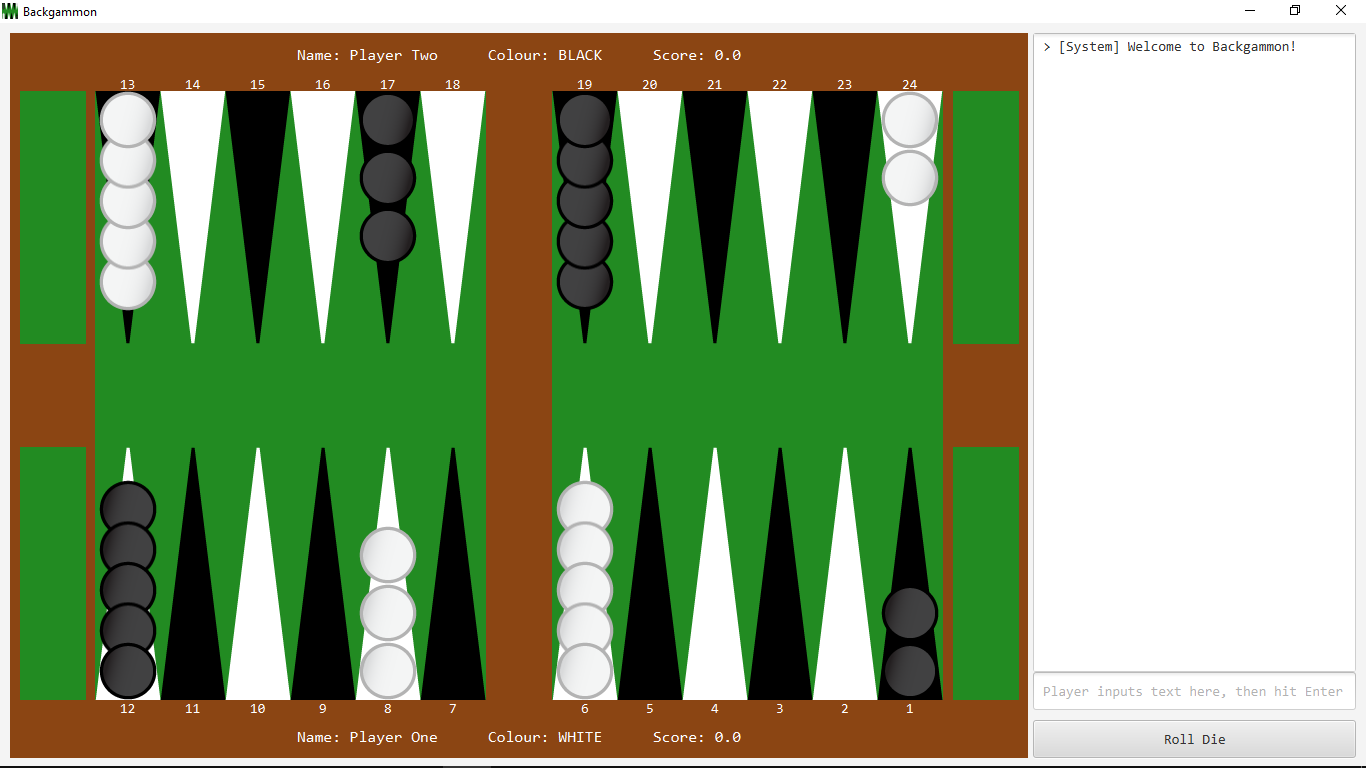 Backgammon
Name: Player Two Colour: BLACK Score: 0.0
13 14 15 16 17 18 19 20 21 22 23 24
12 11 10 9 8 7 6 5 4 3 2 1
Name: Player One Colour: WHITE Score: 0.0
> [System] Welcome to Backgammon!
Player inputs text here, then hit Enter
Roll Die